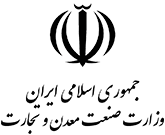 جمهوری اسلامی ایران
وزارت صنعت معدن و تجارت